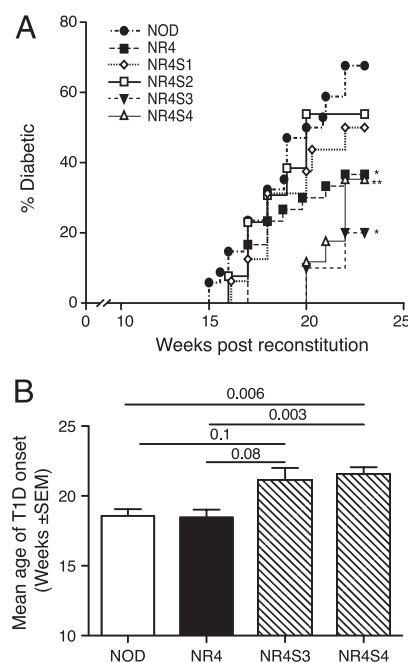 A
NOD
NR4
NR4S1
NR4S2
NR4S3
NR4S4
% Diabetic
80
60
40
20
0
*
**
*
0 10 15 20 25
Weeks post reconstitution
B
0.006
0.003
0.1
0.08
Mean age of T1D onset
(Weeks ±SEM)
25
20
15
10
NOD NR4 NR4S3 NR4S4